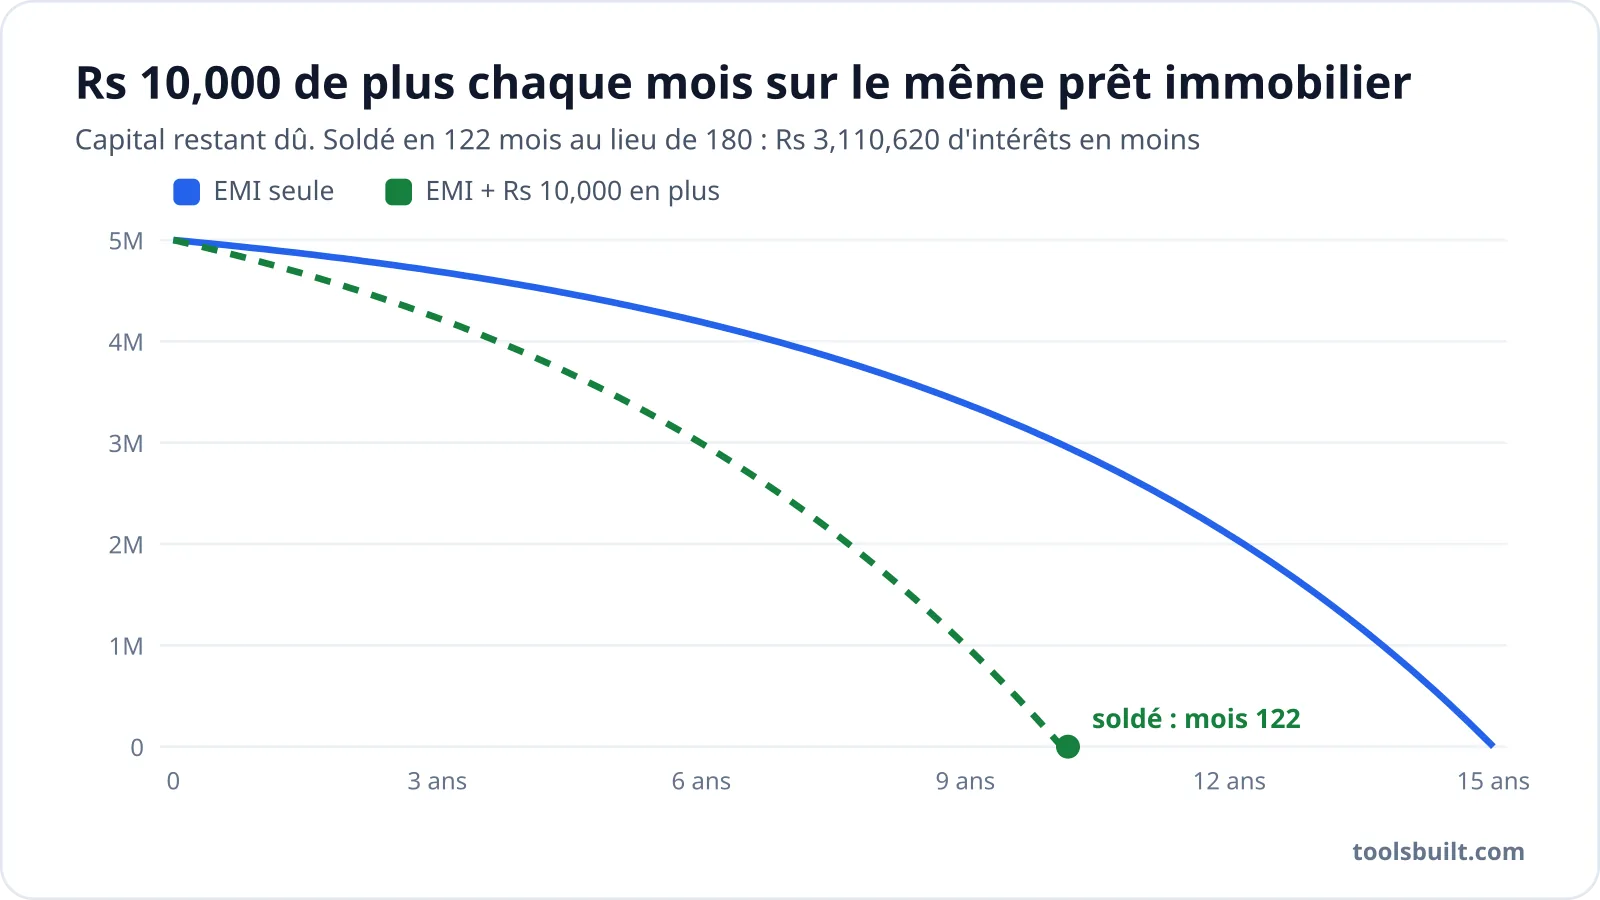 Rs 10,000 de plus chaque mois sur le même prêt immobilier
Capital restant dû. Soldé en 122 mois au lieu de 180 : Rs 3,110,620 d'intérêts en moins
EMI seule
EMI + Rs 10,000 en plus
5M
4M
3M
2M
1M
0
soldé : mois 122
0
3 ans
6 ans
9 ans
12 ans
15 ans
toolsbuilt.com